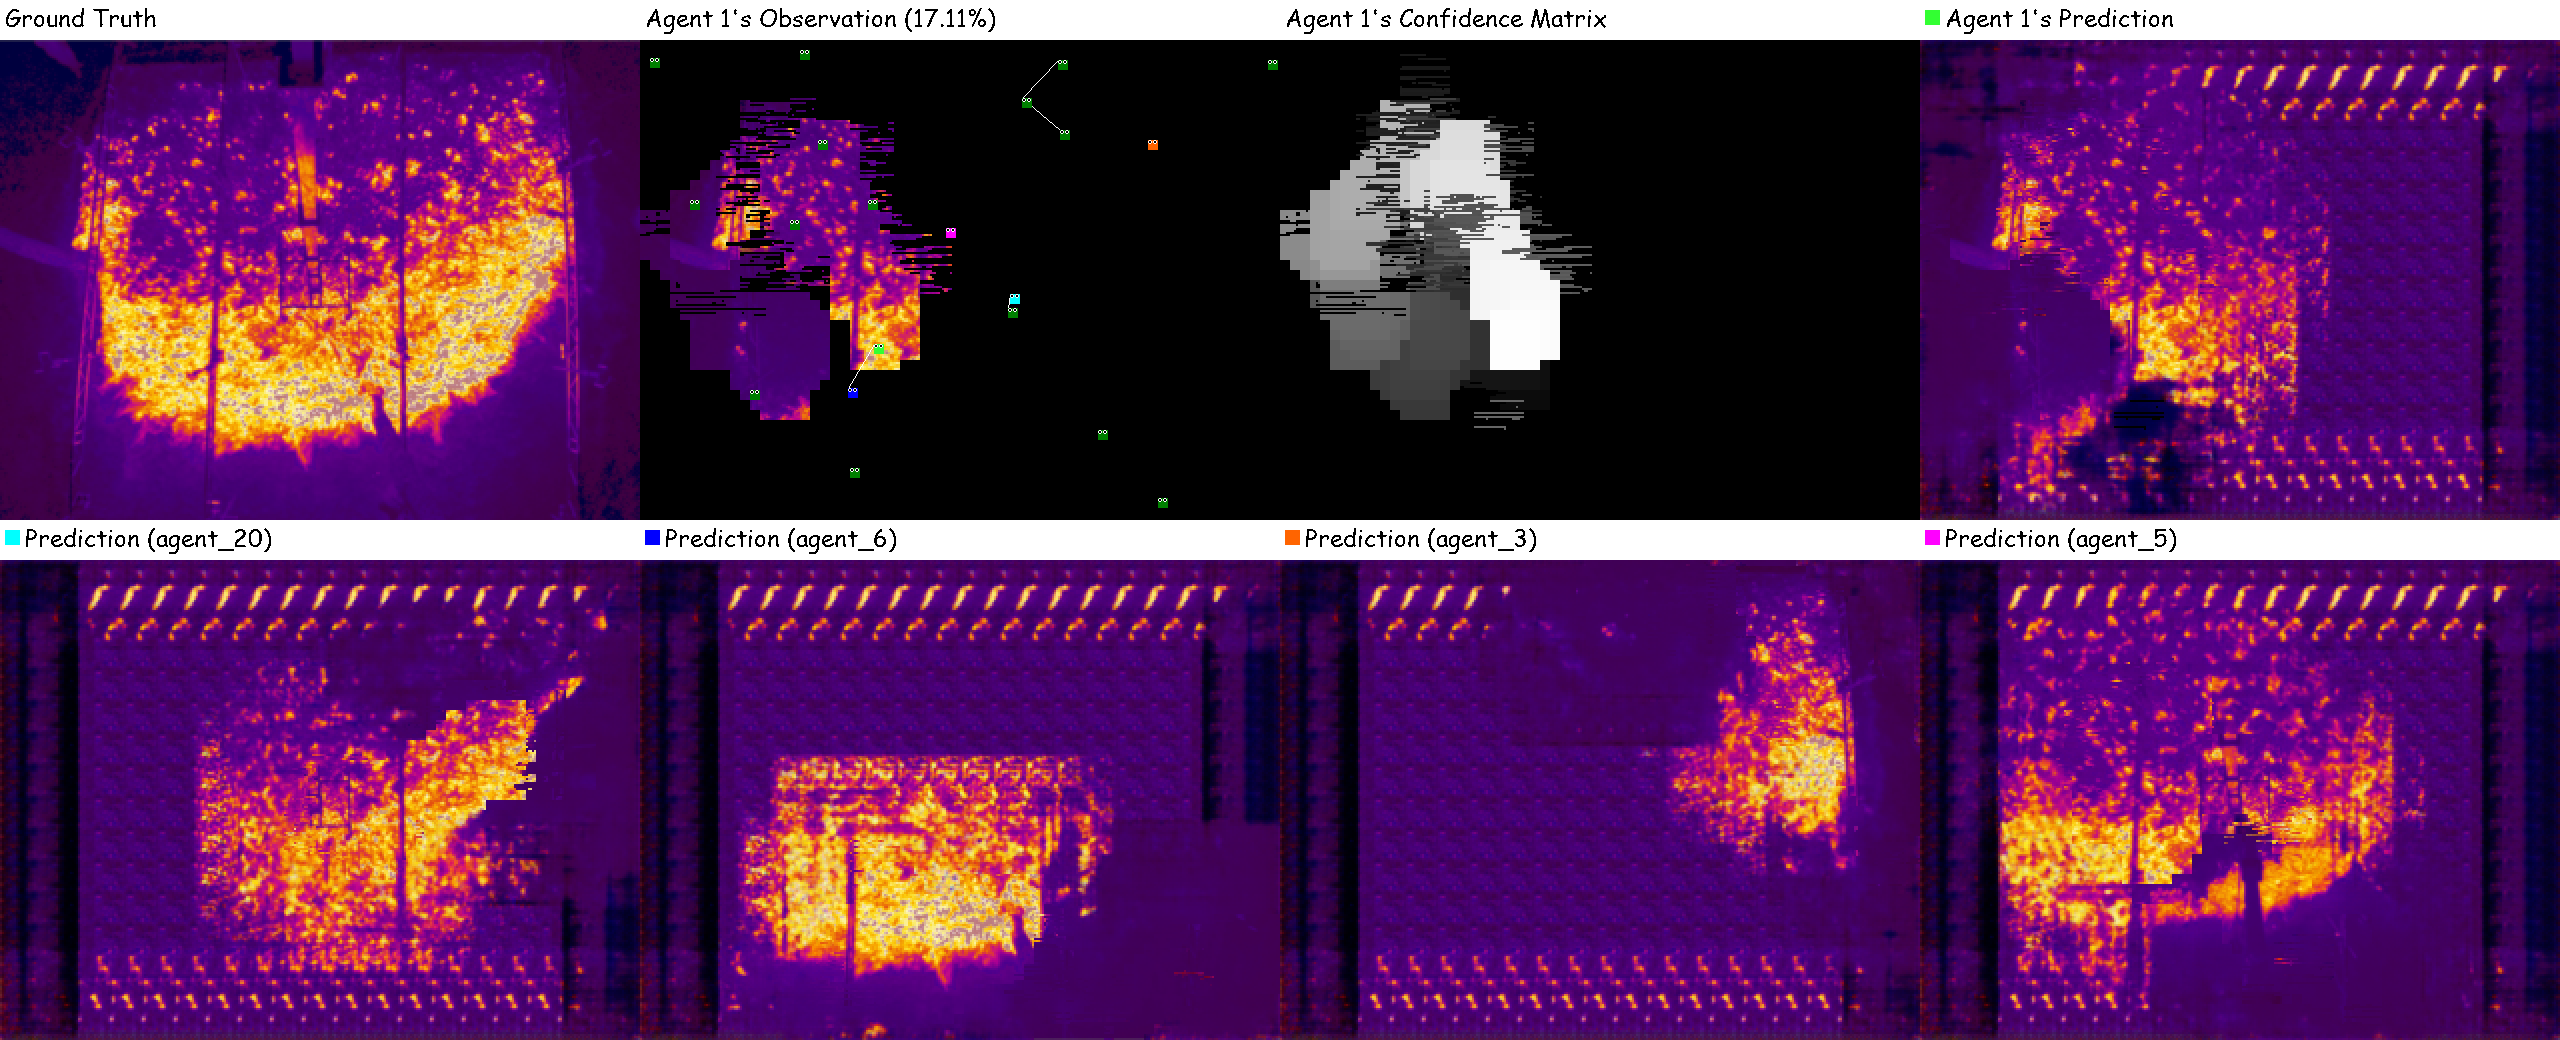 Ground Truth
Agent 1's Observation (17.11%)
Agent 1's Confidence Matrix
Agent 1's Prediction
Prediction (agent_20)
Prediction (agent_6)
Prediction (agent_3)
Prediction (agent_5)